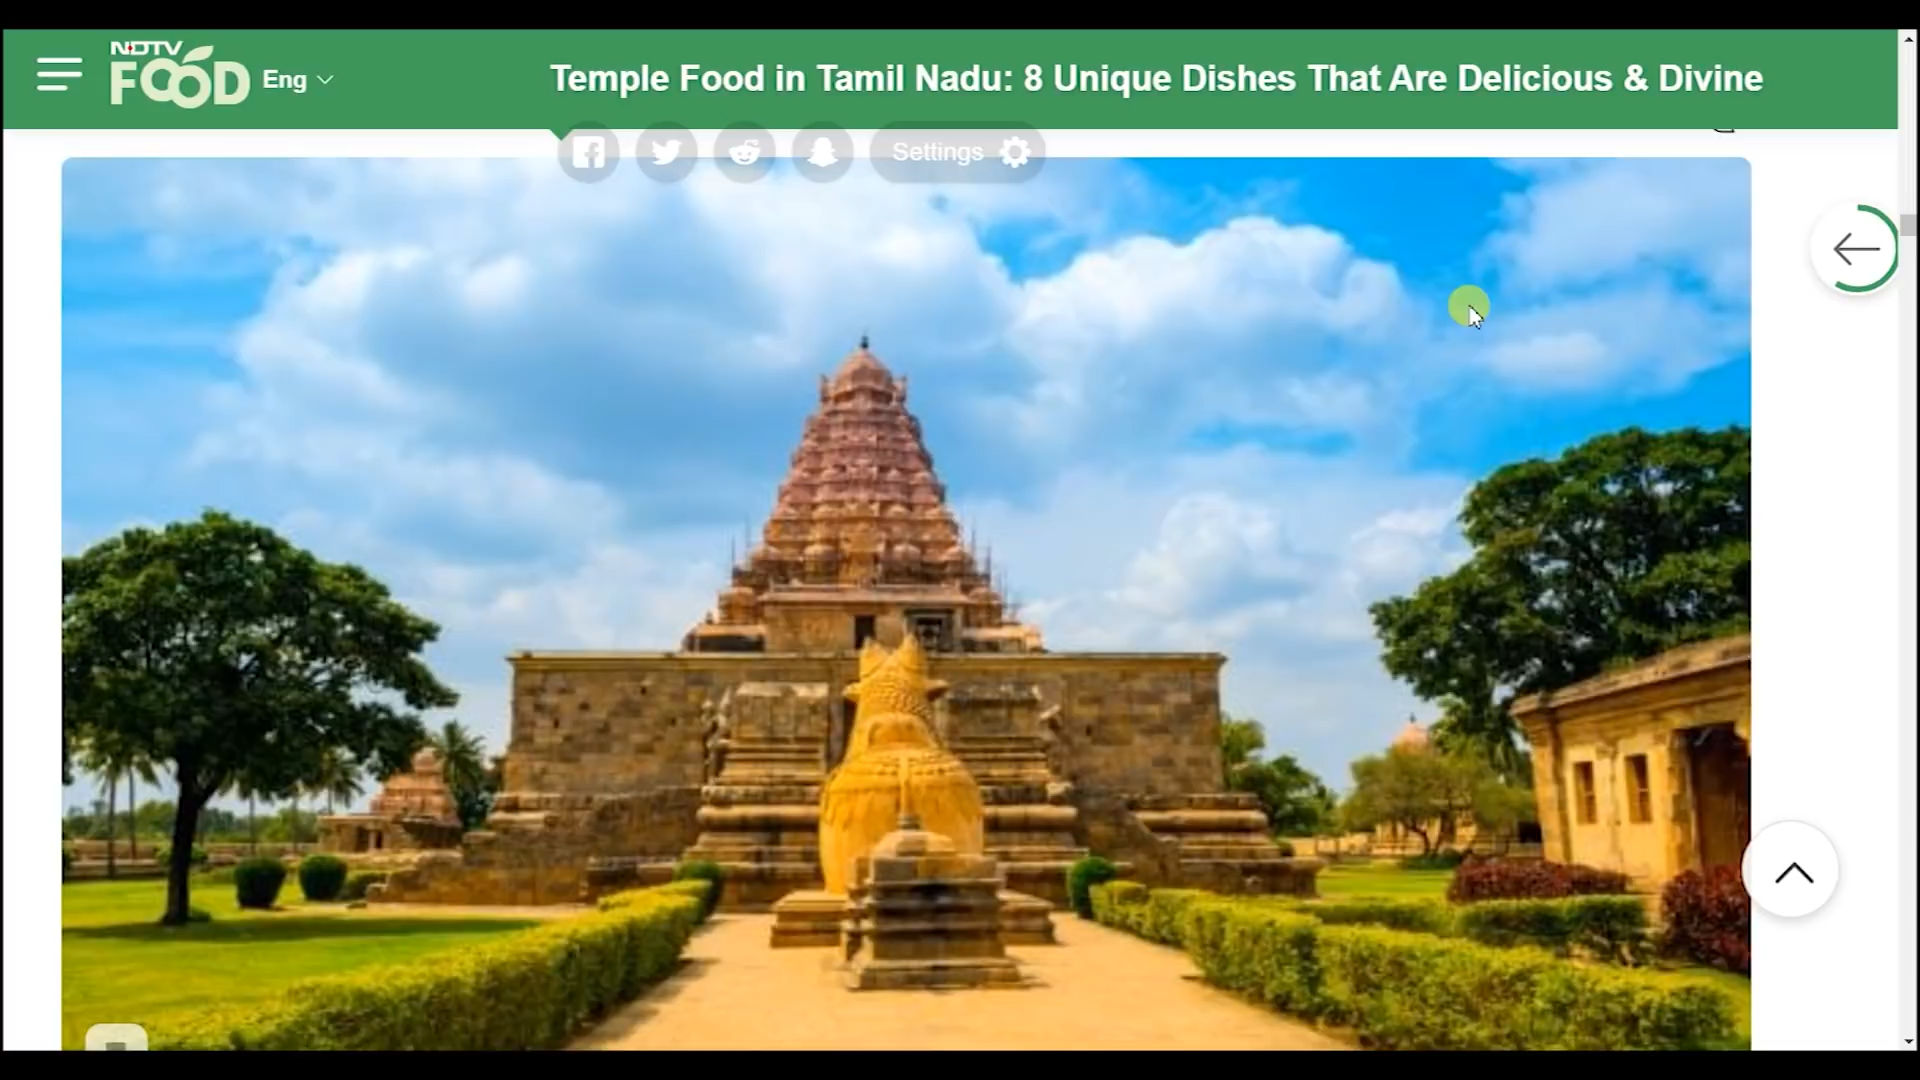 NDTV
FOOD
Eng
Temple Food in Tamil Nadu: 8 Unique Dishes That Are Delicious & Divine
Settings